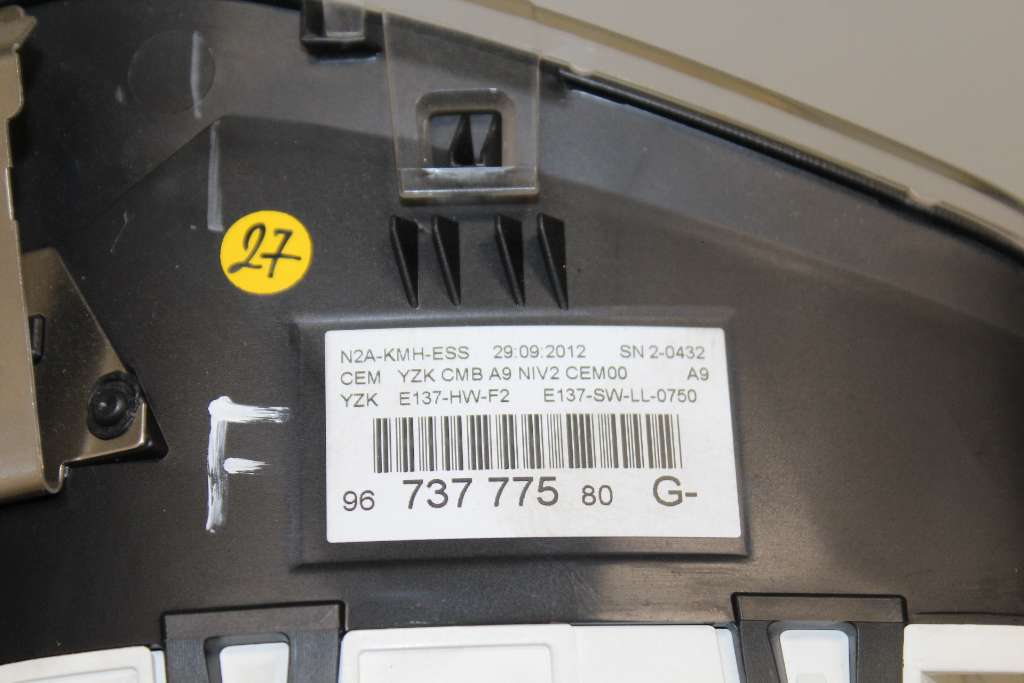 27
N2A-KMH-ESS 29:09:2012 SN 2-0432
CEM YZK CMB A9 NIV2 CEM00 A9
YZK E137-HW-F2 E137-SW-LL-0750
96 737 775 80 G-
F